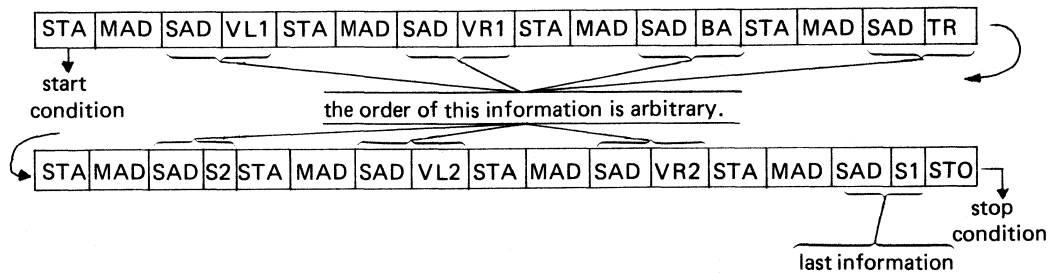 STA MAD SAD VL1 STA MAD SAD VR1 STA MAD SAD BA STA MAD SAD TR
start
condition
the order of this information is arbitrary.
STA MAD SAD S2 STA MAD SAD VL2 STA MAD SAD VR2 STA MAD SAD S1 STO
stop
condition
last information